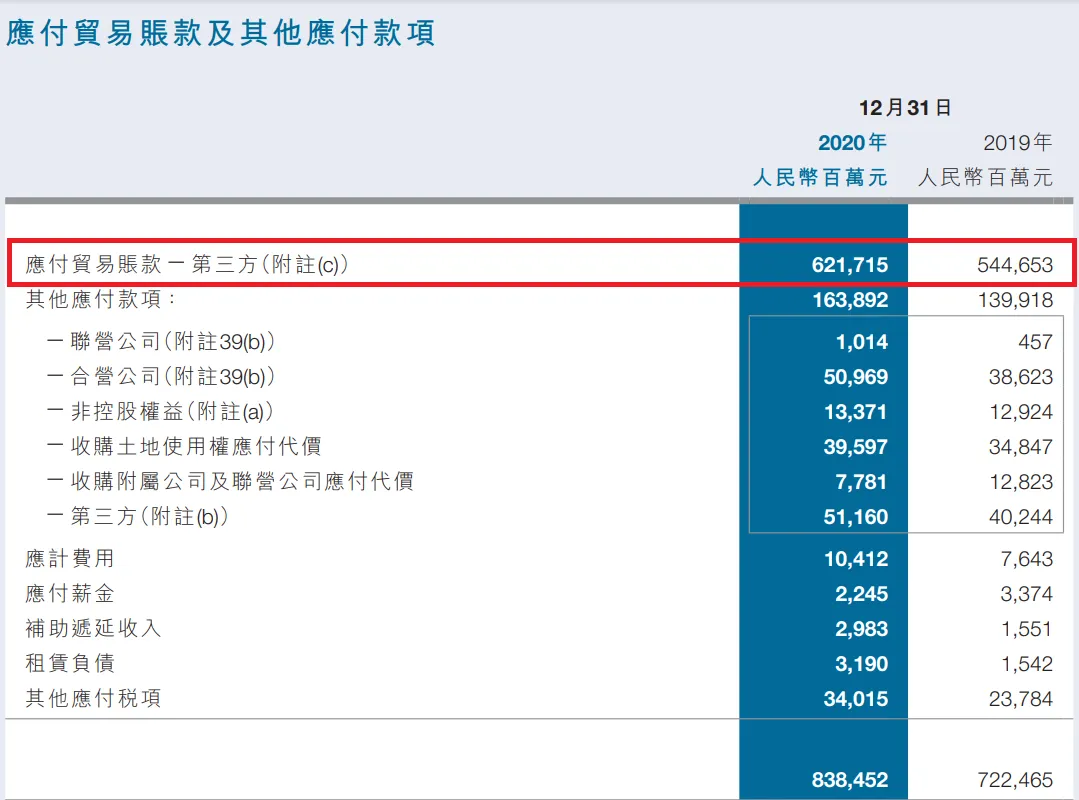 應付貿易賬款及其他應付款項
12月31日
2020年 2019年
人民幣百萬元 人民幣百萬元
應付貿易賬款－第三方(附註(c)) 621,715 544,653
其他應付款項： 163,892 139,918
－聯營公司(附註39(b)) 1,014 457
－合營公司(附註39(b)) 50,969 38,623
－非控股權益(附註(a)) 13,371 12,924
－收購土地使用權應付代價 39,597 34,847
－收購附屬公司及聯營公司應付代價 7,781 12,823
－第三方(附註(b)) 51,160 40,244
應計費用 10,412 7,643
應付薪金 2,245 3,374
補助遞延收入 2,983 1,551
租賃負債 3,190 1,542
其他應付税項 34,015 23,784
838,452 722,465